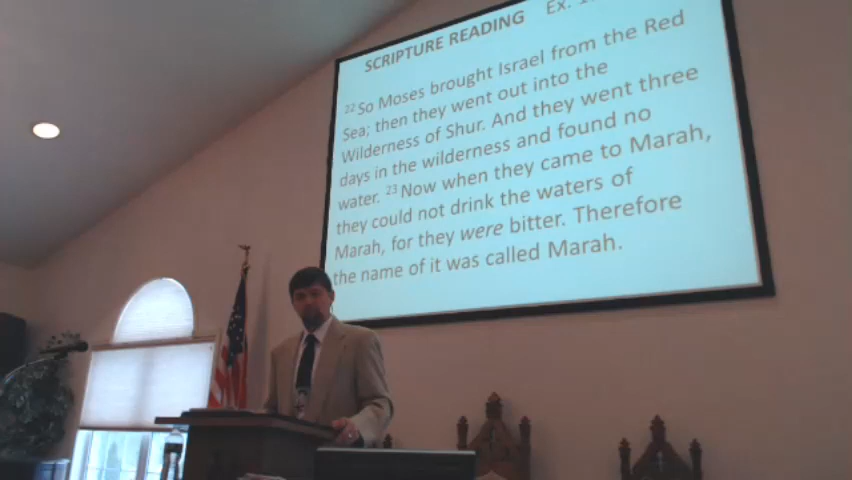 SCRIPTURE READING Ex.
22 So Moses brought Israel from the Red
Sea; then they went out into the
Wilderness of Shur. And they went three
days in the wilderness and found no
water. 23 Now when they came to Marah,
they could not drink the waters of
Marah, for they were bitter. Therefore
the name of it was called Marah.